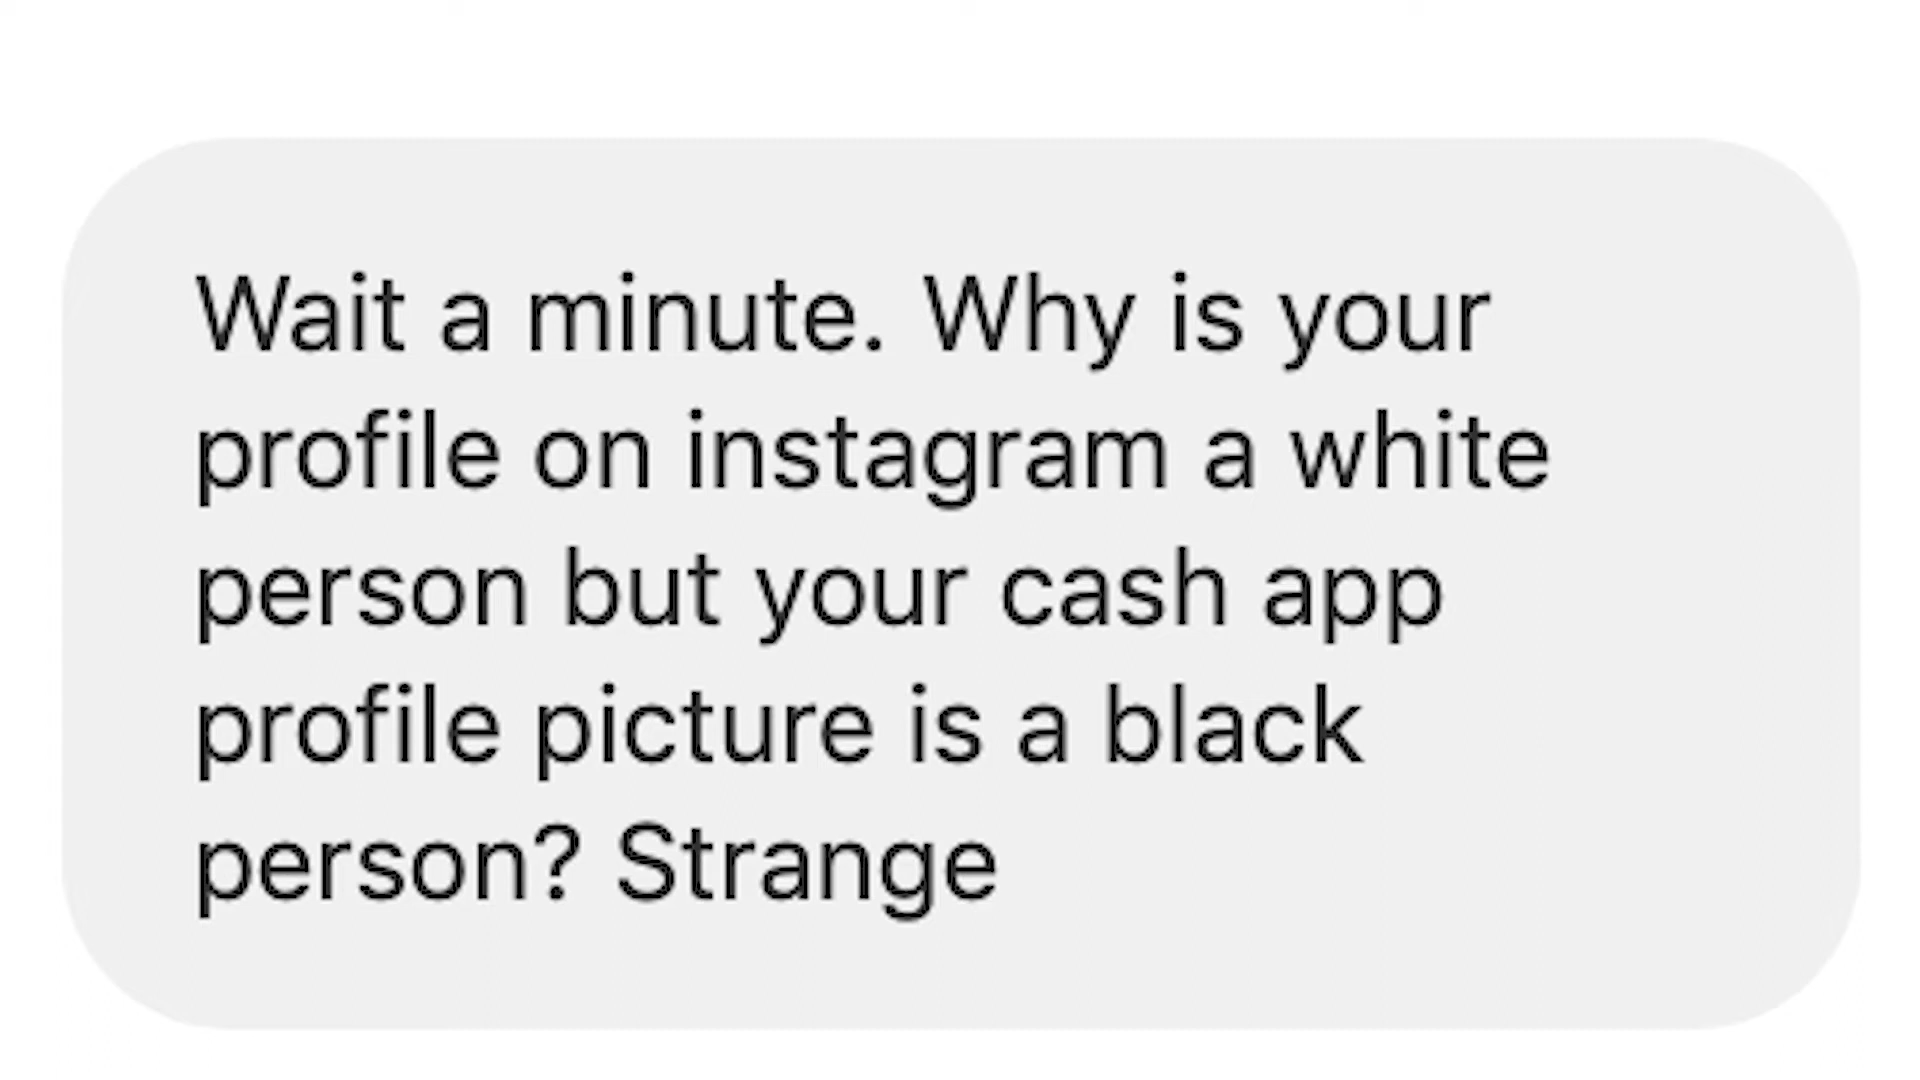 Wait a minute. Why is your
profile on instagram a white
person but your cash app
profile picture is a black
person? Strange